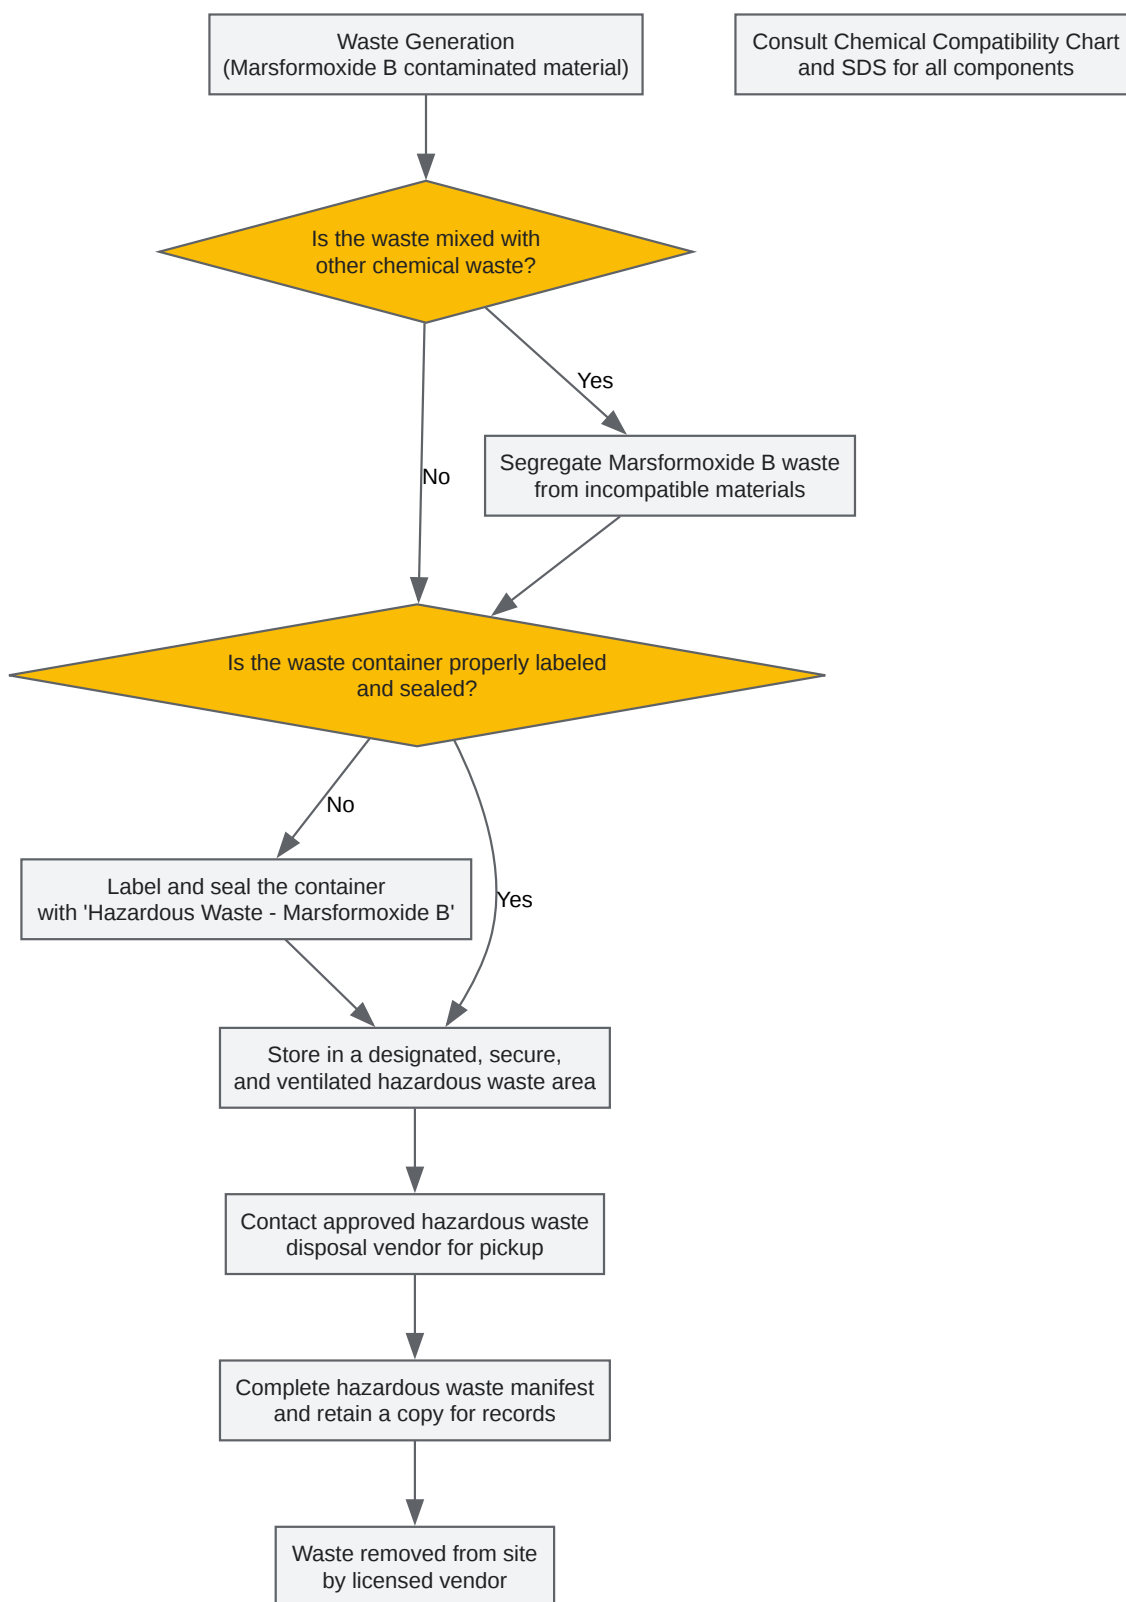 Waste Generation
(Marsformoxide B contaminated material)
Consult Chemical Compatibility Chart
and SDS for all components
Is the waste mixed with
other chemical waste?
Yes
Segregate Marsformoxide B waste
from incompatible materials
No
Is the waste container properly labeled
and sealed?
No
Label and seal the container
with 'Hazardous Waste - Marsformoxide B'
Yes
Store in a designated, secure,
and ventilated hazardous waste area
Contact approved hazardous waste
disposal vendor for pickup
Complete hazardous waste manifest
and retain a copy for records
Waste removed from site
by licensed vendor